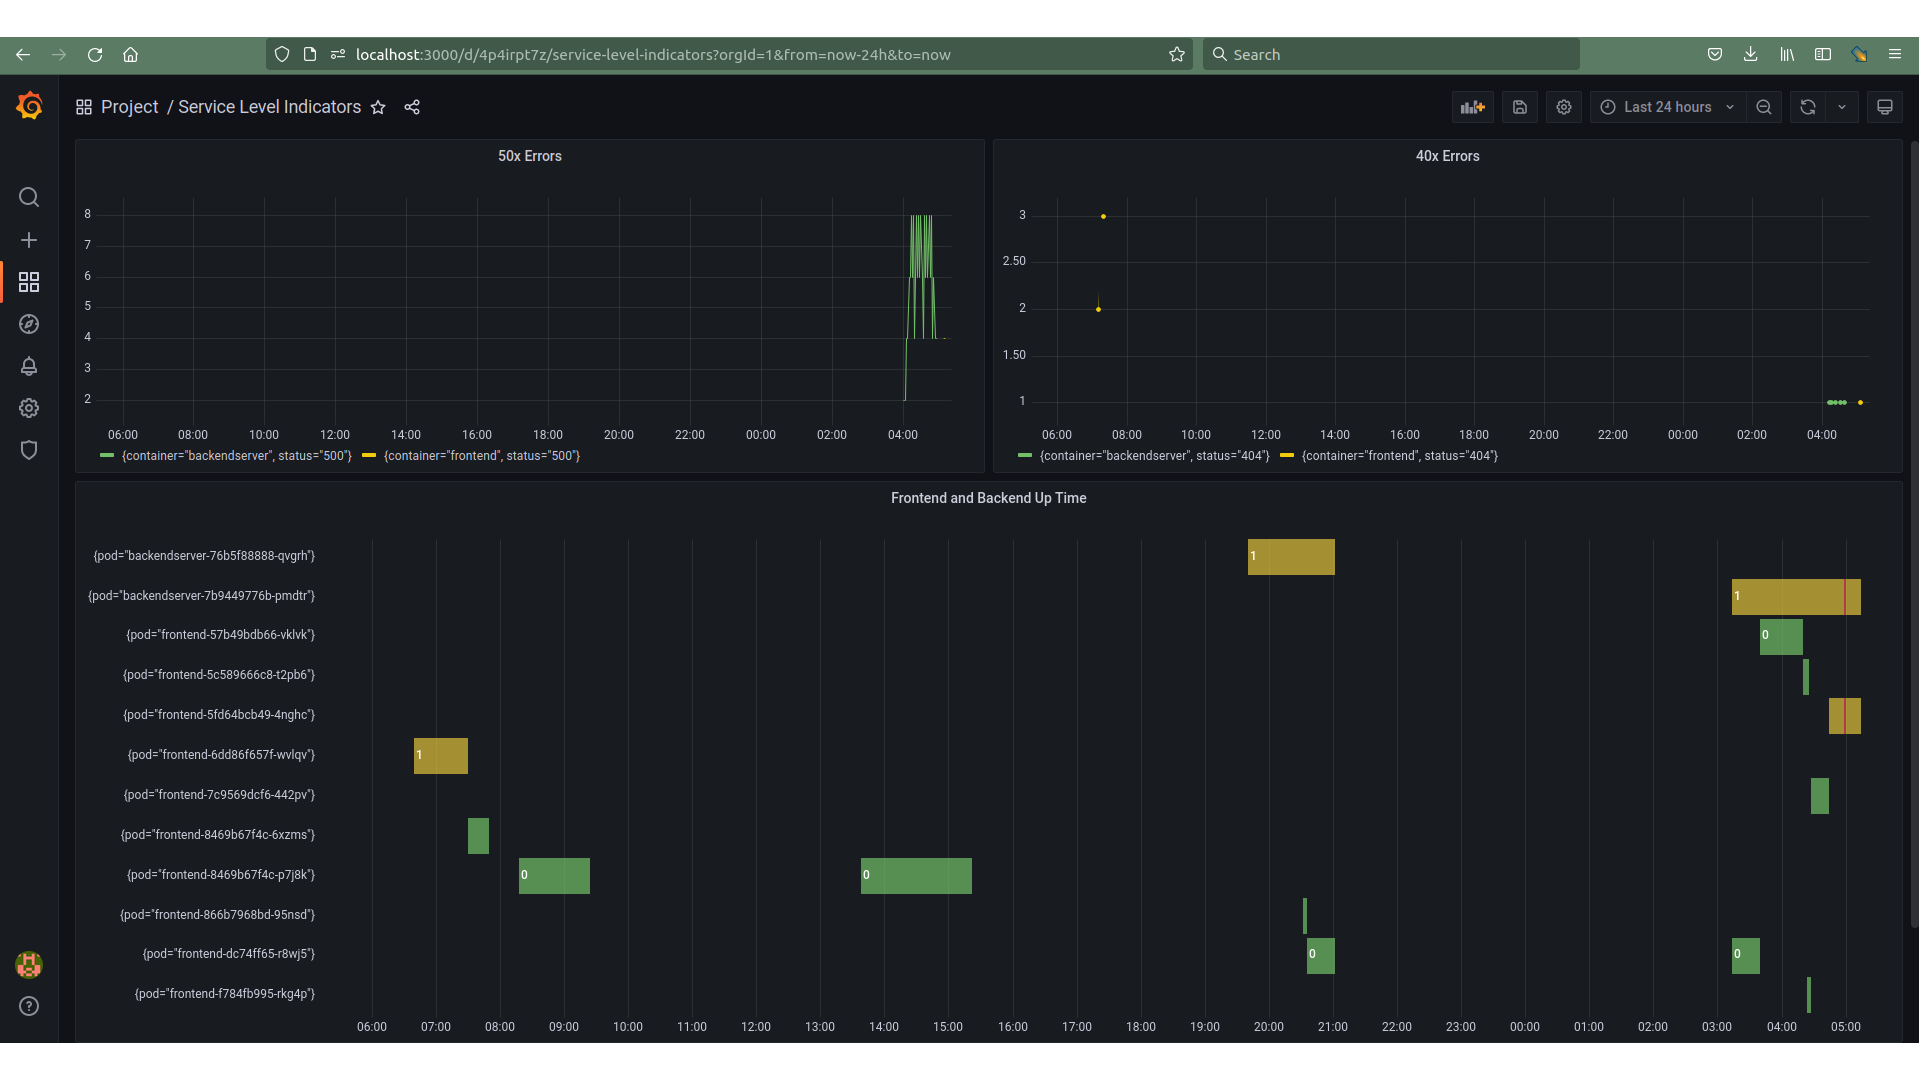 localhost:3000/d/4p4irpt7z/service-level-indicators?orgId=1&from=now-24h&to=now
Search
Project / Service Level Indicators
Last 24 hours
50x Errors
8
7
6
5
4
3
2
06:00 08:00 10:00 12:00 14:00 16:00 18:00 20:00 22:00 00:00 02:00 04:00
{container="backendserver", status="500"} {container="frontend", status="500"}
40x Errors
3
2.50
2
1.50
1
06:00 08:00 10:00 12:00 14:00 16:00 18:00 20:00 22:00 00:00 02:00 04:00
{container="backendserver", status="404"} {container="frontend", status="404"}
Frontend and Backend Up Time
{pod="backendserver-76b5f88888-qvgrh"} 1
{pod="backendserver-7b9449776b-pmdtr"} 1
{pod="frontend-57b49bdb66-vklvk"} 0
{pod="frontend-5c589666c8-t2pb6"}
{pod="frontend-5fd64bcb49-4nghc"}
{pod="frontend-6dd86f657f-wvlqv"} 1
{pod="frontend-7c9569dcf6-442pv"}
{pod="frontend-8469b67f4c-6xzms"}
{pod="frontend-8469b67f4c-p7j8k"} 0 0
{pod="frontend-866b7968bd-95nsd"}
{pod="frontend-dc74ff65-r8wj5"} 0 0
{pod="frontend-f784fb995-rkg4p"}
06:00 07:00 08:00 09:00 10:00 11:00 12:00 13:00 14:00 15:00 16:00 17:00 18:00 19:00 20:00 21:00 22:00 23:00 00:00 01:00 02:00 03:00 04:00 05:00